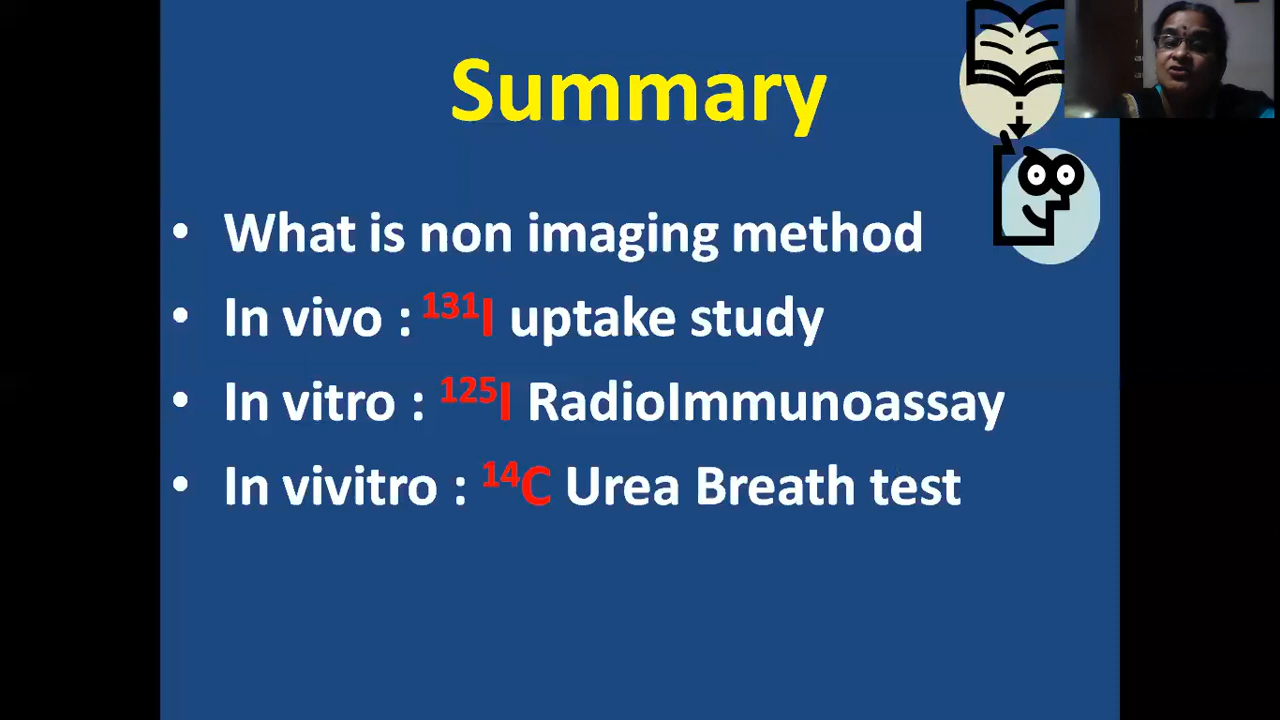 Summary
• What is non imaging method
• In vivo : ¹³¹I uptake study
• In vitro : ¹²⁵I RadioImmunoassay
• In vivitro : ¹⁴C Urea Breath test